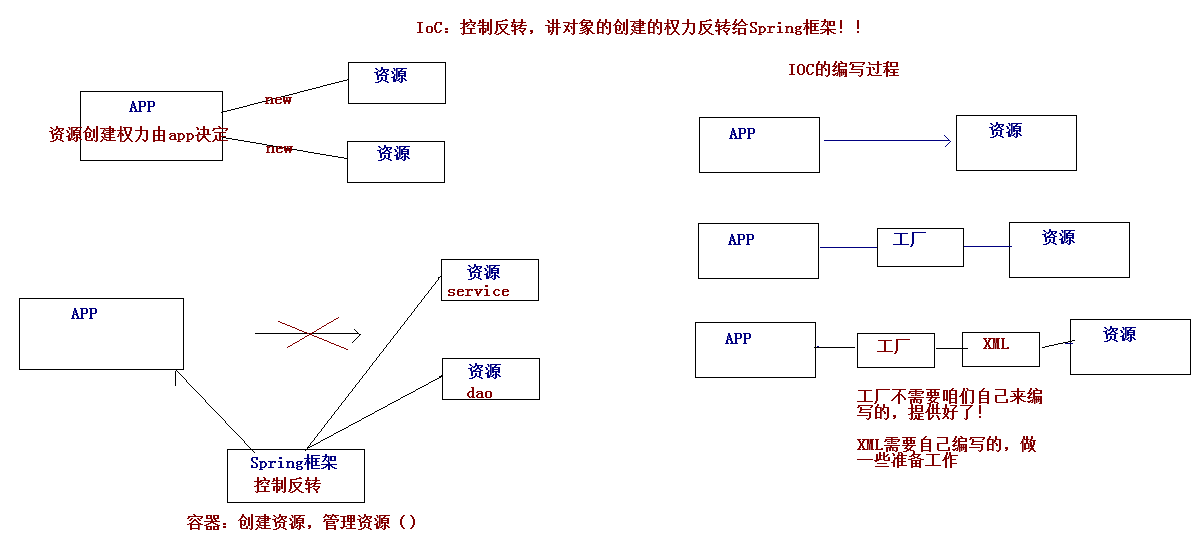 IoC：控制反转，讲对象的创建的权力反转给Spring框架！！
资源
APP
new
资源创建权力由app决定
new
资源
IOC的编写过程
APP
资源
APP
工厂
资源
APP
工厂
XML
资源
工厂不需要咱们自己来编
写的，提供好了！
XML需要自己编写的，做
一些准备工作
资源
service
APP
资源
dao
Spring框架
控制反转
容器：创建资源，管理资源（）